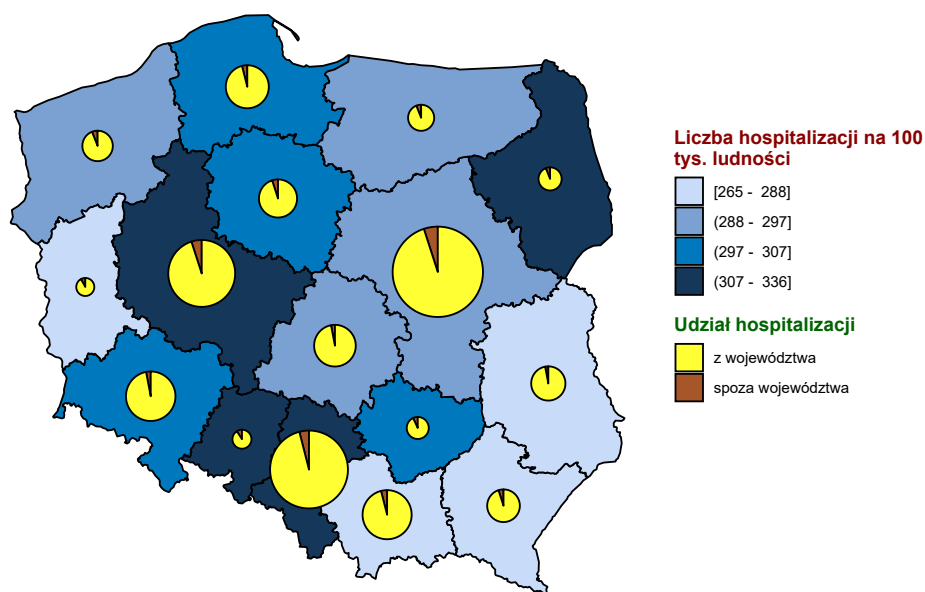 Liczba hospitalizacji na 100
tys. ludności
[265 - 288]
(288 - 297]
(297 - 307]
(307 - 336]
Udział hospitalizacji
z województwa
spoza województwa